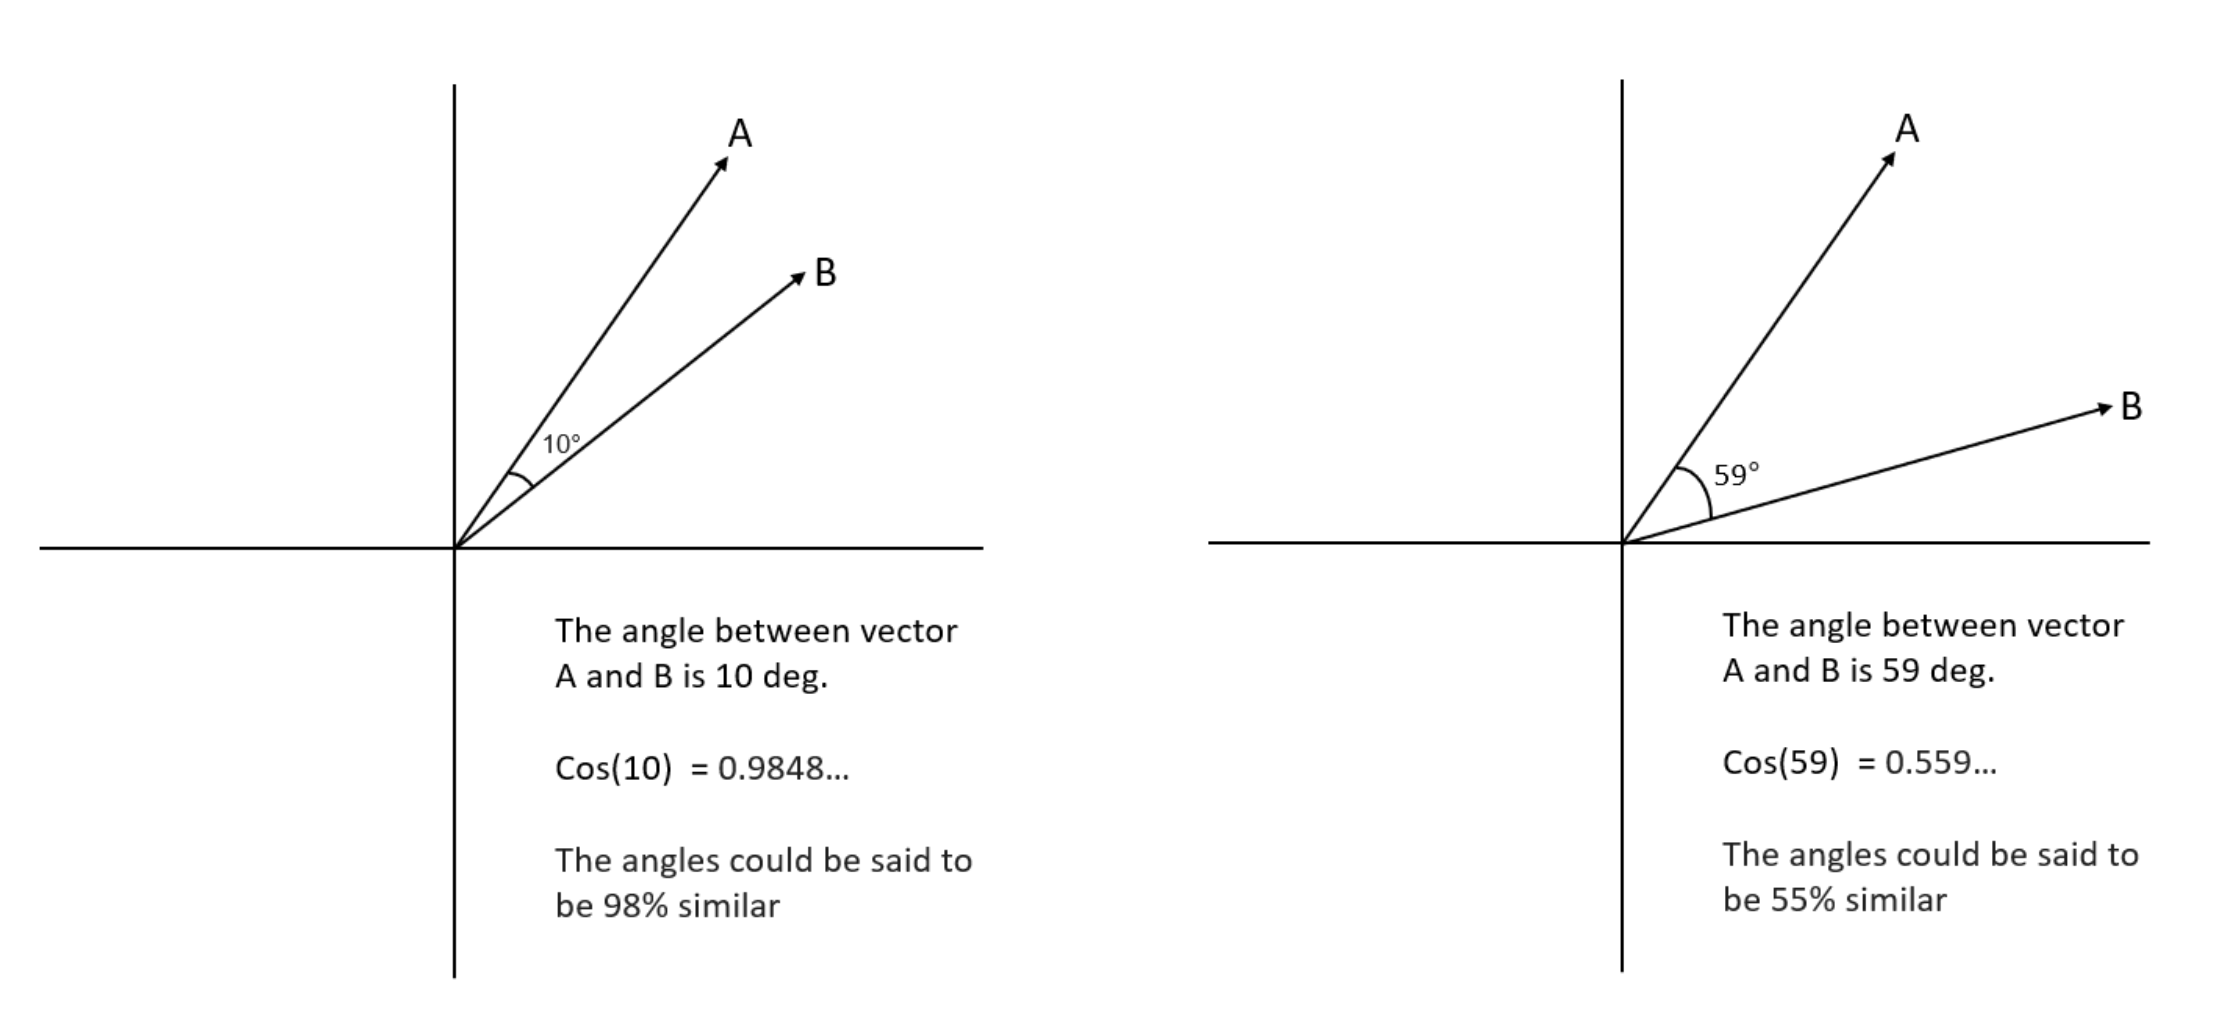 A
B
10°
The angle between vector
A and B is 10 deg.
Cos(10)  = 0.9848...
The angles could be said to
be 98% similar
A
B
59°
The angle between vector
A and B is 59 deg.
Cos(59)  = 0.559...
The angles could be said to
be 55% similar